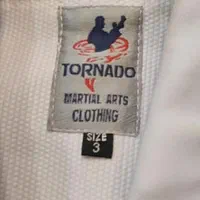 TORNADO
MARTIAL ARTS
CLOTHING
SIZE
3